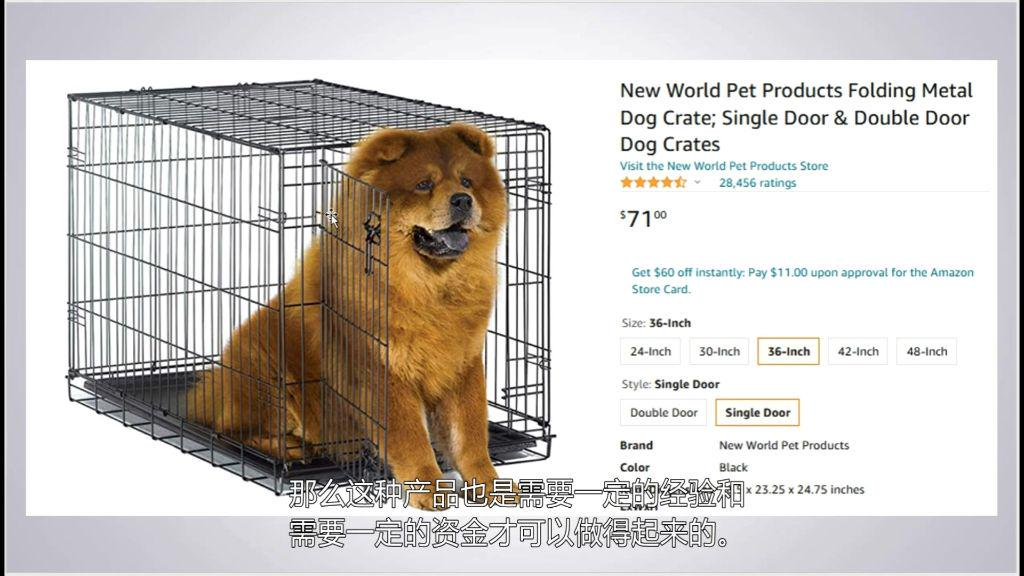 New World Pet Products Folding Metal
Dog Crate; Single Door & Double Door
Dog Crates
Visit the New World Pet Products Store
28,456 ratings
$7100
Get $60 off instantly: Pay $11.00 upon approval for the Amazon
Store Card.
Size: 36-Inch
24-Inch 30-Inch 36-Inch 42-Inch 48-Inch
Style: Single Door
Double Door Single Door
Brand New World Pet Products
Color Black
x 23.25 x 24.75 inches
那么这种产品也是需要一定的经验和
需要一定的资金才可以做得起来的。